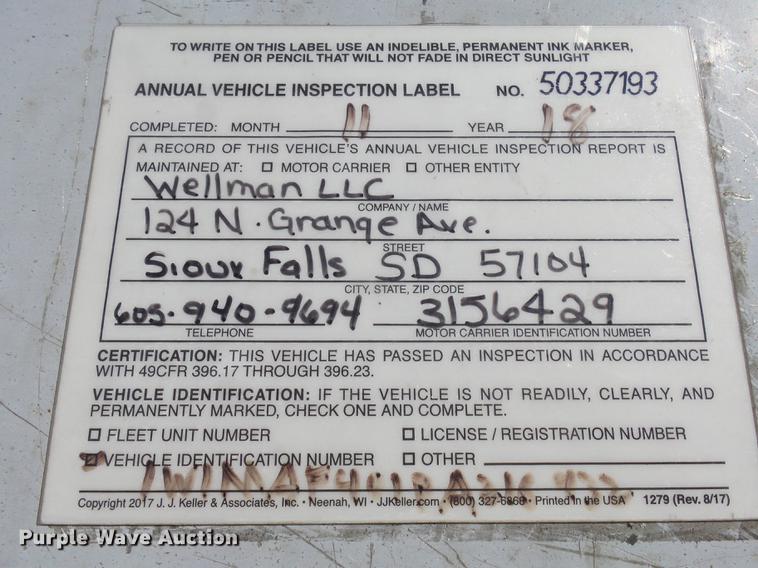 TO WRITE ON THIS LABEL USE AN INDELIBLE, PERMANENT INK MARKER,
PEN OR PENCIL THAT WILL NOT FADE IN DIRECT SUNLIGHT
ANNUAL VEHICLE INSPECTION LABEL NO. 50337193
COMPLETED: MONTH 11 YEAR 18
A RECORD OF THIS VEHICLE'S ANNUAL VEHICLE INSPECTION REPORT IS
MAINTAINED AT: ☐ MOTOR CARRIER ☐ OTHER ENTITY
Wellman LLC
COMPANY / NAME
124 N. Grange Ave.
STREET
Sioux Falls SD 57104
CITY, STATE, ZIP CODE
605-940-9694 3156429
TELEPHONE MOTOR CARRIER IDENTIFICATION NUMBER
CERTIFICATION: THIS VEHICLE HAS PASSED AN INSPECTION IN ACCORDANCE
WITH 49CFR 396.17 THROUGH 396.23.
VEHICLE IDENTIFICATION: IF THE VEHICLE IS NOT READILY, CLEARLY, AND
PERMANENTLY MARKED, CHECK ONE AND COMPLETE.
☐ FLEET UNIT NUMBER ☐ LICENSE / REGISTRATION NUMBER
☑ VEHICLE IDENTIFICATION NUMBER ☐ OTHER
Copyright 2017 J. J. Keller & Associates, Inc. • Neenah, WI • JJKeller.com • (800) 327-6868 • Printed in the USA 1279 (Rev. 8/17)
Purple Wave Auction